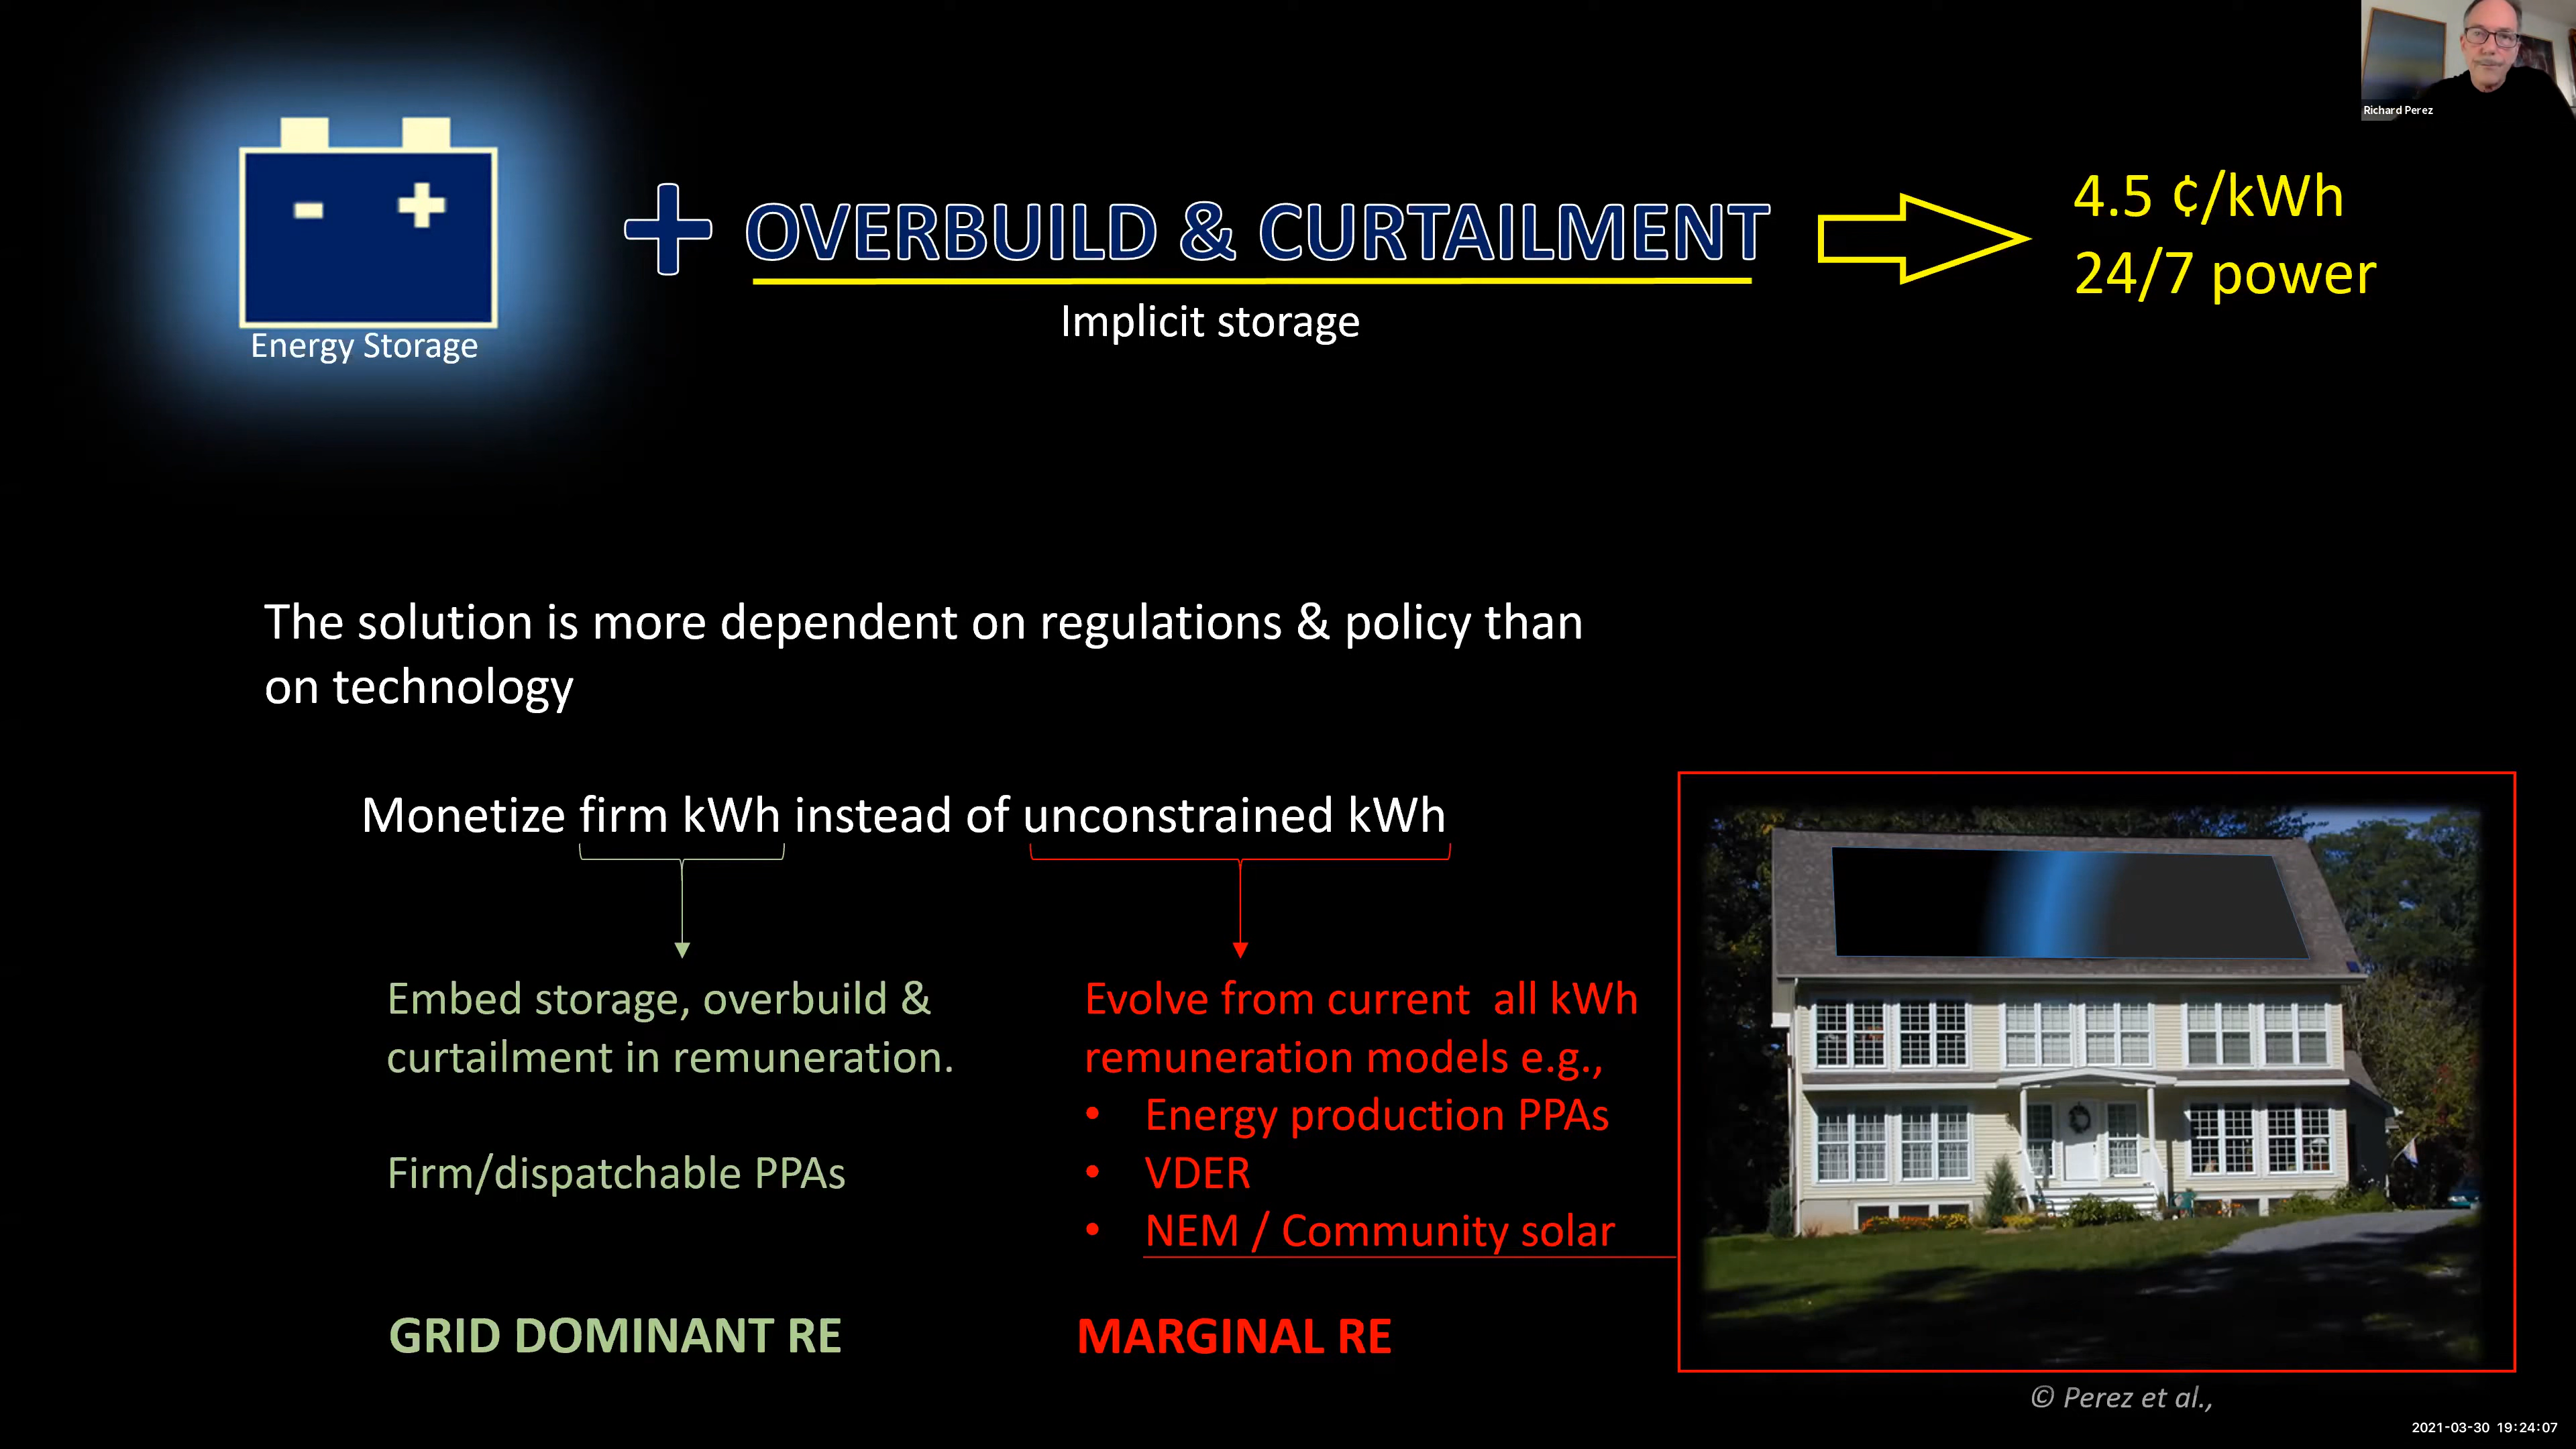 Richard Perez
- +
Energy Storage
+ OVERBUILD & CURTAILMENT
Implicit storage
4.5 ¢/kWh
24/7 power
The solution is more dependent on regulations & policy than
on technology
Monetize firm kWh instead of unconstrained kWh
Embed storage, overbuild &
curtailment in remuneration.
Firm/dispatchable PPAs
GRID DOMINANT RE
Evolve from current all kWh
remuneration models e.g.,
• Energy production PPAs
• VDER
• NEM / Community solar
MARGINAL RE
© Perez et al.,
2021-03-30 19:24:07